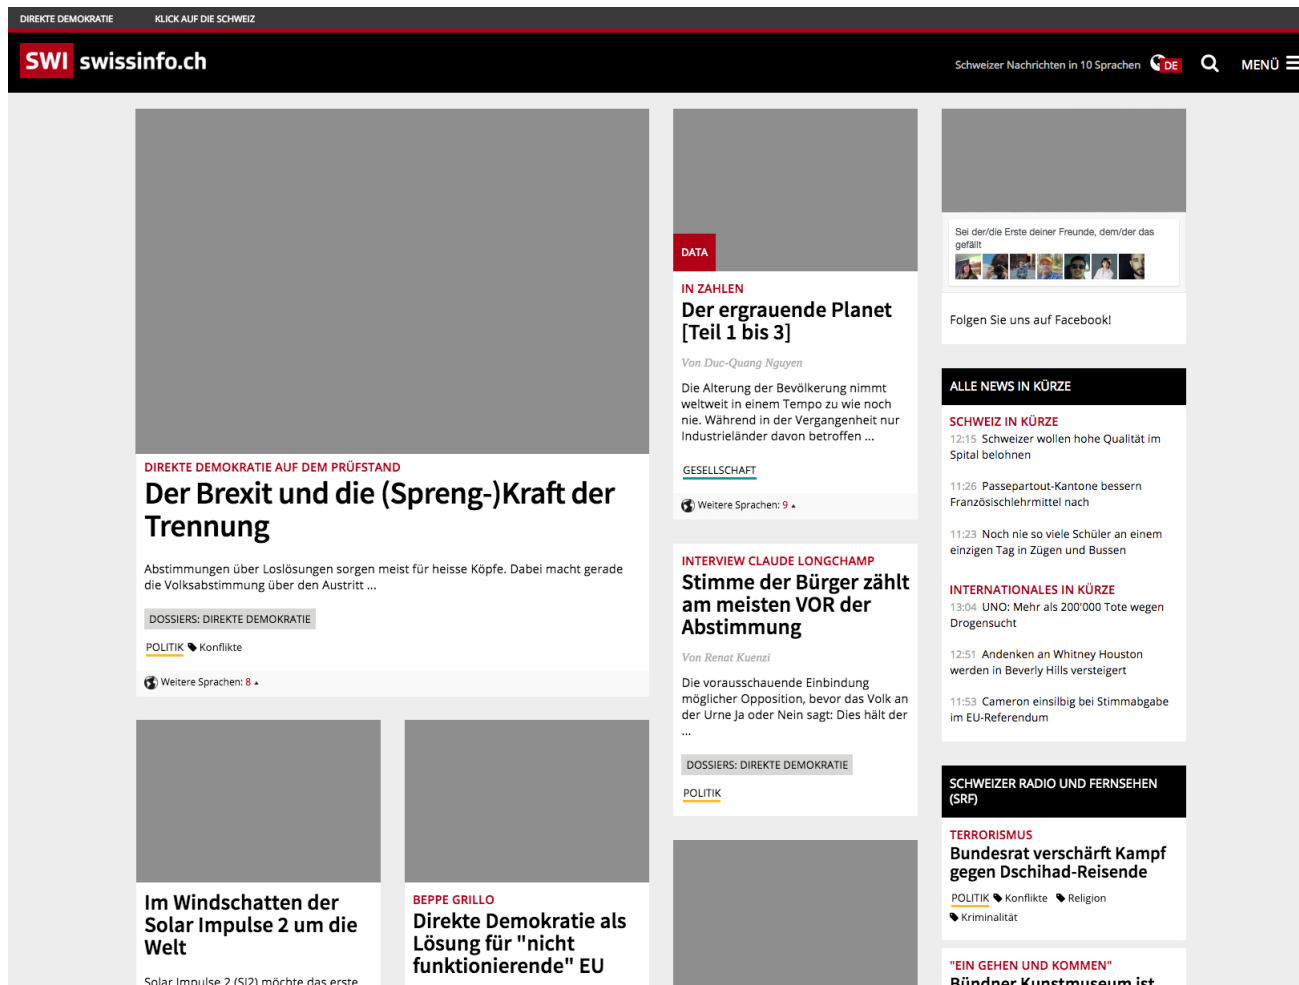 DIREKTE DEMOKRATIE
KLICK AUF DIE SCHWEIZ
SWI swissinfo.ch
Schweizer Nachrichten in 10 Sprachen DE
MENÜ
DIREKTE DEMOKRATIE AUF DEM PRÜFSTAND
Der Brexit und die (Spreng-)Kraft der
Trennung
Abstimmungen über Loslösungen sorgen meist für heisse Köpfe. Dabei macht gerade
die Volksabstimmung über den Austritt ...
DOSSIERS: DIREKTE DEMOKRATIE
POLITIK Konflikte
Weitere Sprachen: 8
Im Windschatten der
Solar Impulse 2 um die
Welt
Solar Impulse 2 (SI2) möchte das erste
BEPPE GRILLO
Direkte Demokratie als
Lösung für "nicht
funktionierende" EU
DATA
IN ZAHLEN
Der ergrauende Planet
[Teil 1 bis 3]
Von Duc-Quang Nguyen
Die Alterung der Bevölkerung nimmt
weltweit in einem Tempo zu wie noch
nie. Während in der Vergangenheit nur
Industrieländer davon betroffen ...
GESELLSCHAFT
Weitere Sprachen: 9
INTERVIEW CLAUDE LONGCHAMP
Stimme der Bürger zählt
am meisten VOR der
Abstimmung
Von Renat Kuenzi
Die vorausschauende Einbindung
möglicher Opposition, bevor das Volk an
der Urne Ja oder Nein sagt: Dies hält der
...
DOSSIERS: DIREKTE DEMOKRATIE
POLITIK
Sei der/die Erste deiner Freunde, dem/der das
gefällt
Folgen Sie uns auf Facebook!
ALLE NEWS IN KÜRZE
SCHWEIZ IN KÜRZE
12:15 Schweizer wollen hohe Qualität im
Spital belohnen
11:26 Passepartout-Kantone bessern
Französischlehrmittel nach
11:23 Noch nie so viele Schüler an einem
einzigen Tag in Zügen und Bussen
INTERNATIONALES IN KÜRZE
13:04 UNO: Mehr als 200'000 Tote wegen
Drogensucht
12:51 Andenken an Whitney Houston
werden in Beverly Hills versteigert
11:53 Cameron einsilbig bei Stimmabgabe
im EU-Referendum
SCHWEIZER RADIO UND FERNSEHEN
(SRF)
TERRORISMUS
Bundesrat verschärft Kampf
gegen Dschihad-Reisende
POLITIK Konflikte Religion
Kriminalität
"EIN GEHEN UND KOMMEN"
Bündner Kunstmuseum ist